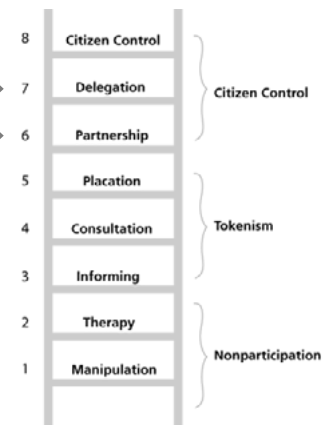 8 Citizen Control
7 Delegation
Citizen Control
6 Partnership
5 Placation
4 Consultation
Tokenism
3 Informing
2 Therapy
Nonparticipation
1 Manipulation